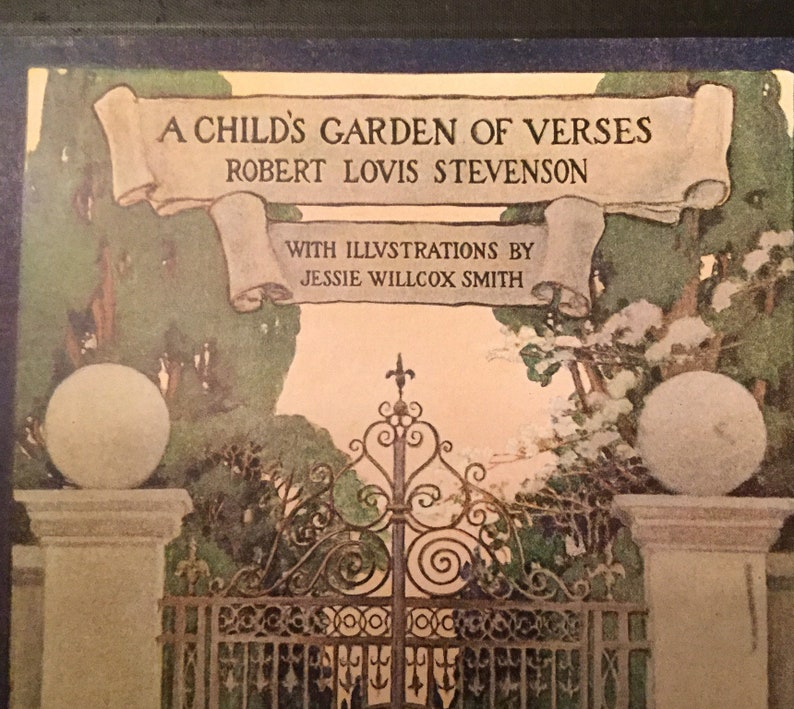 A CHILD'S GARDEN OF VERSES
ROBERT LOVIS STEVENSON
WITH ILLVSTRATIONS BY
JESSIE WILLCOX SMITH